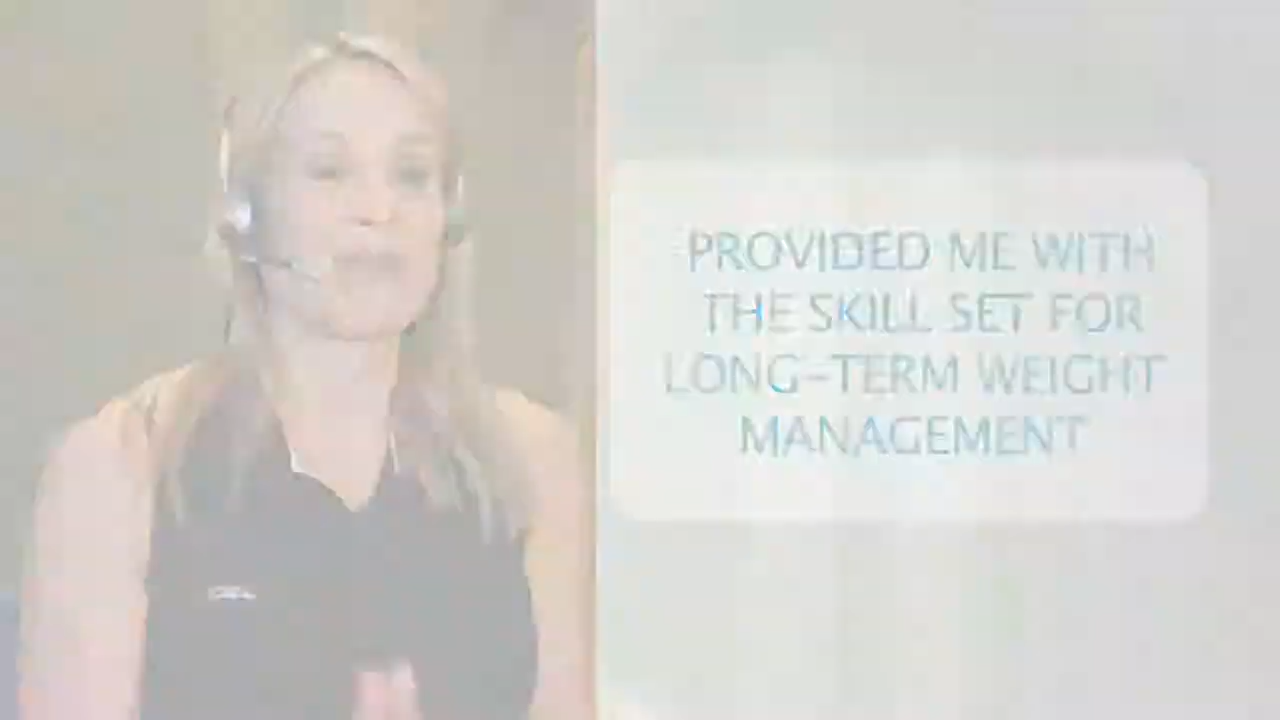 PROVIDED ME WITH
THE SKILL SET FOR
LONG-TERM WEIGHT
MANAGEMENT